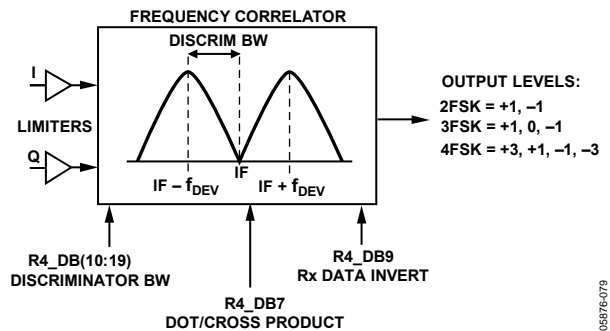 FREQUENCY CORRELATOR
DISCRIM BW
I
LIMITERS
Q
IF
IF – fDEV
IF + fDEV
OUTPUT LEVELS:
2FSK = +1, –1
3FSK = +1, 0, –1
4FSK = +3, +1, –1, –3
R4_DB(10:19)
DISCRIMINATOR BW
R4_DB7
DOT/CROSS PRODUCT
R4_DB9
Rx DATA INVERT
05876-079